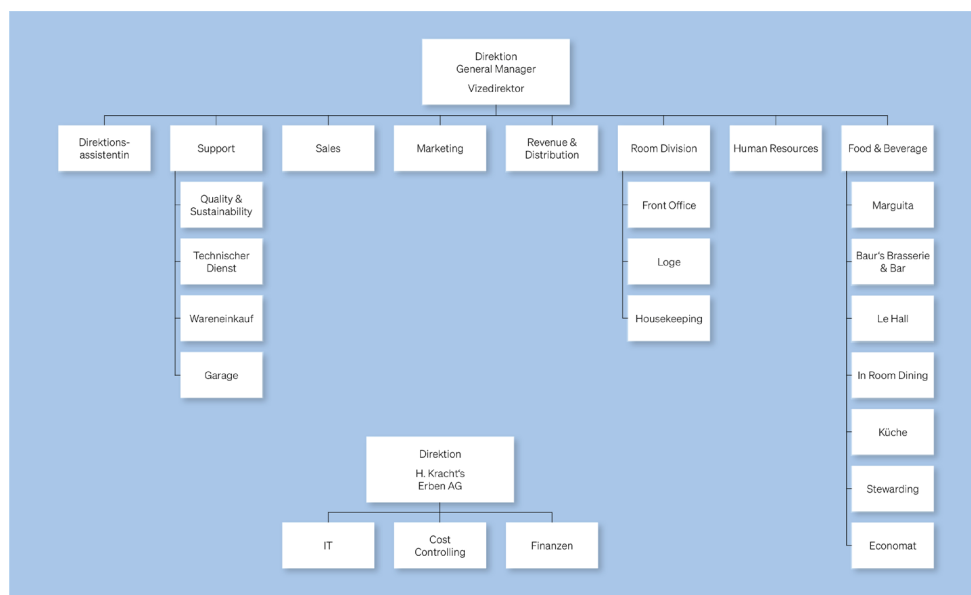 Direktion
General Manager
Vizedirektor
Direktions-
assistentin
Support
Sales
Marketing
Revenue &
Distribution
Room Division
Human Resources
Food & Beverage
Quality &
Sustainability
Technischer
Dienst
Wareneinkauf
Garage
Front Office
Loge
Housekeeping
Marguita
Baur's Brasserie
& Bar
Le Hall
In Room Dining
Küche
Stewarding
Economat
Direktion
H. Kracht's
Erben AG
IT
Cost
Controlling
Finanzen